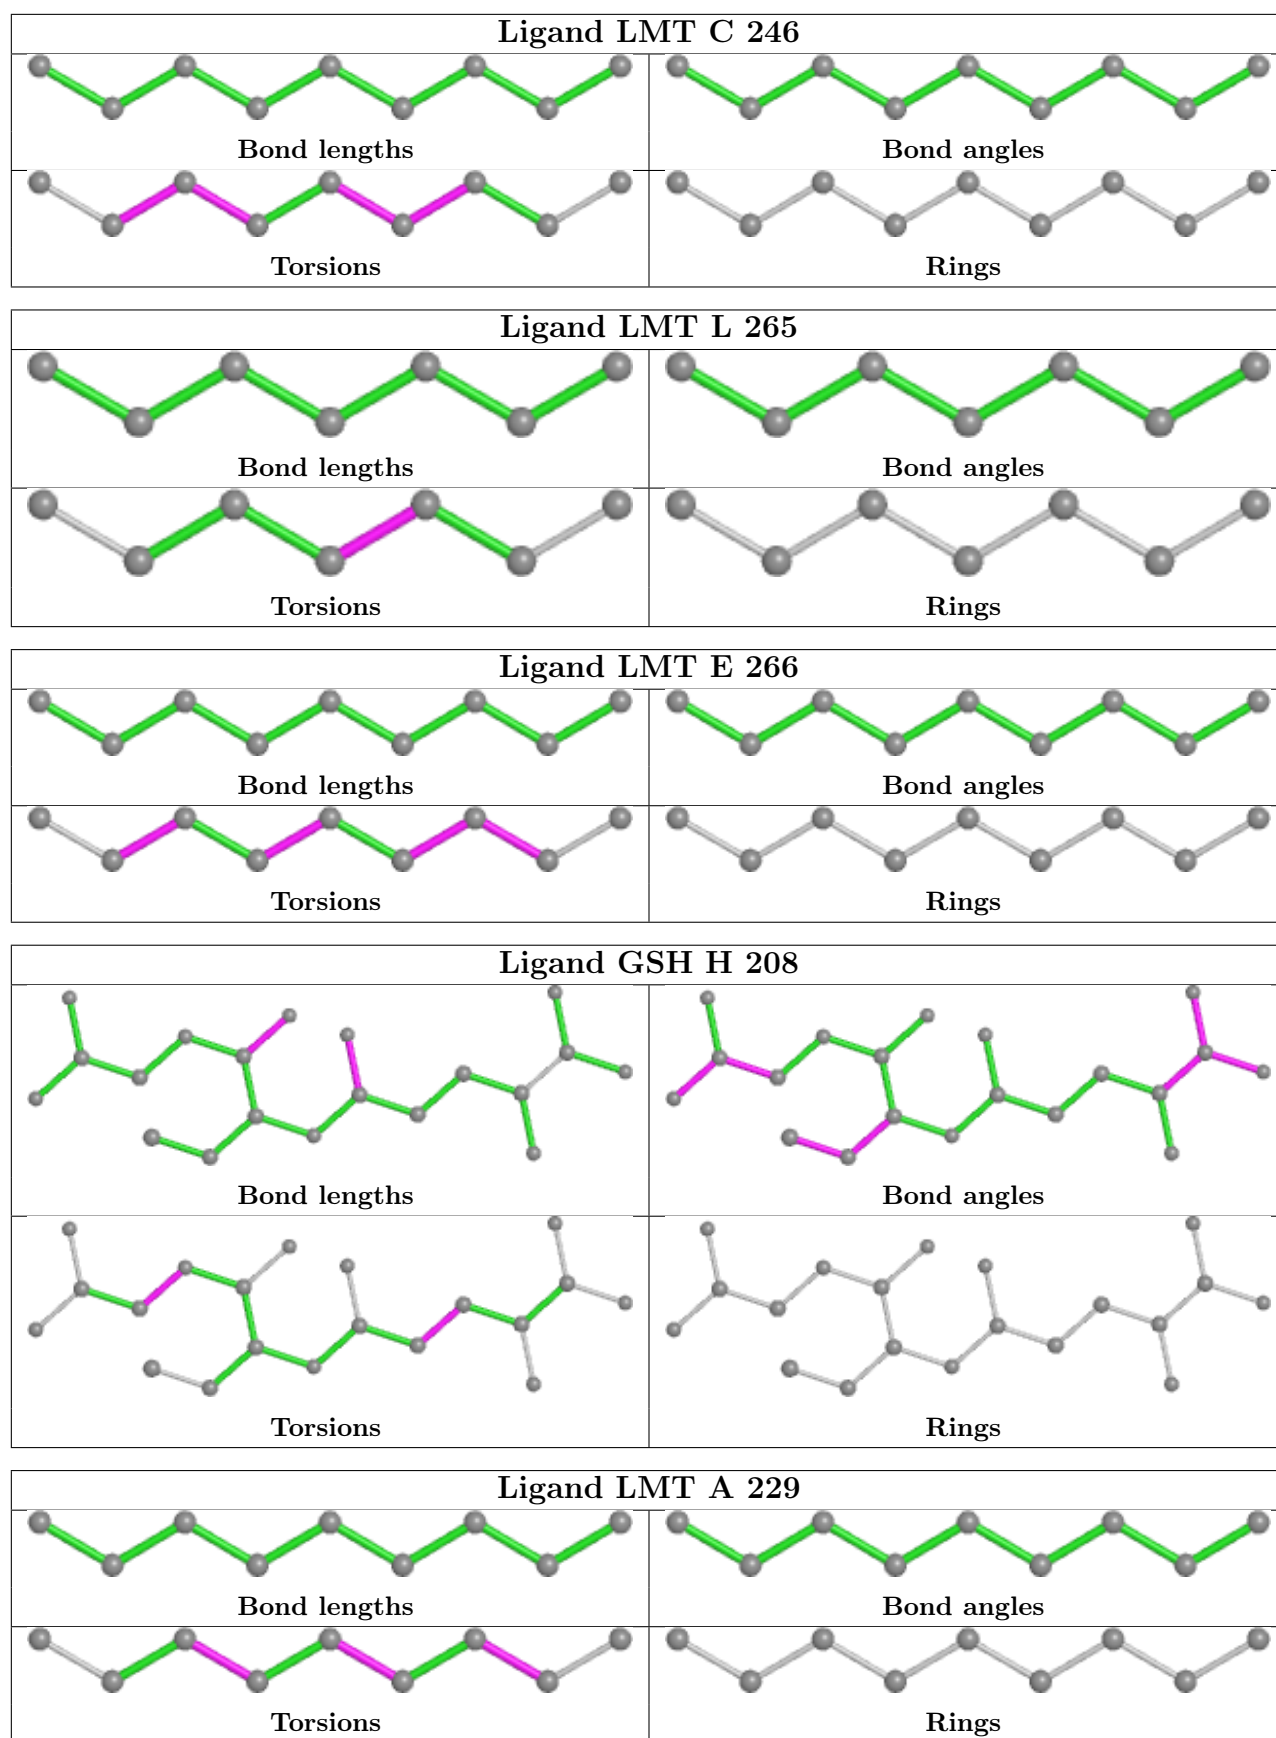 Ligand LMT C 246
Bond lengths
Bond angles
Torsions
Rings
Ligand LMT L 265
Bond lengths
Bond angles
Torsions
Rings
Ligand LMT E 266
Bond lengths
Bond angles
Torsions
Rings
Ligand GSH H 208
Bond lengths
Bond angles
Torsions
Rings
Ligand LMT A 229
Bond lengths
Bond angles
Torsions
Rings